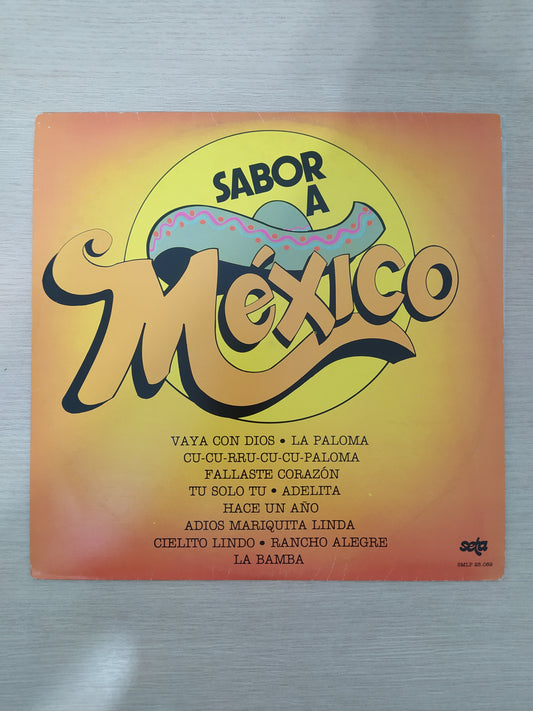 SABOR
A
México
VAYA CON DIOS • LA PALOMA
CU-CU-RRU-CU-CU-PALOMA
FALLASTE CORAZÓN
TU SOLO TU • ADELITA
HACE UN AÑO
ADIOS MARIQUITA LINDA
CIELITO LINDO • RANCHO ALEGRE
LA BAMBA
seta
SMLP 25.052